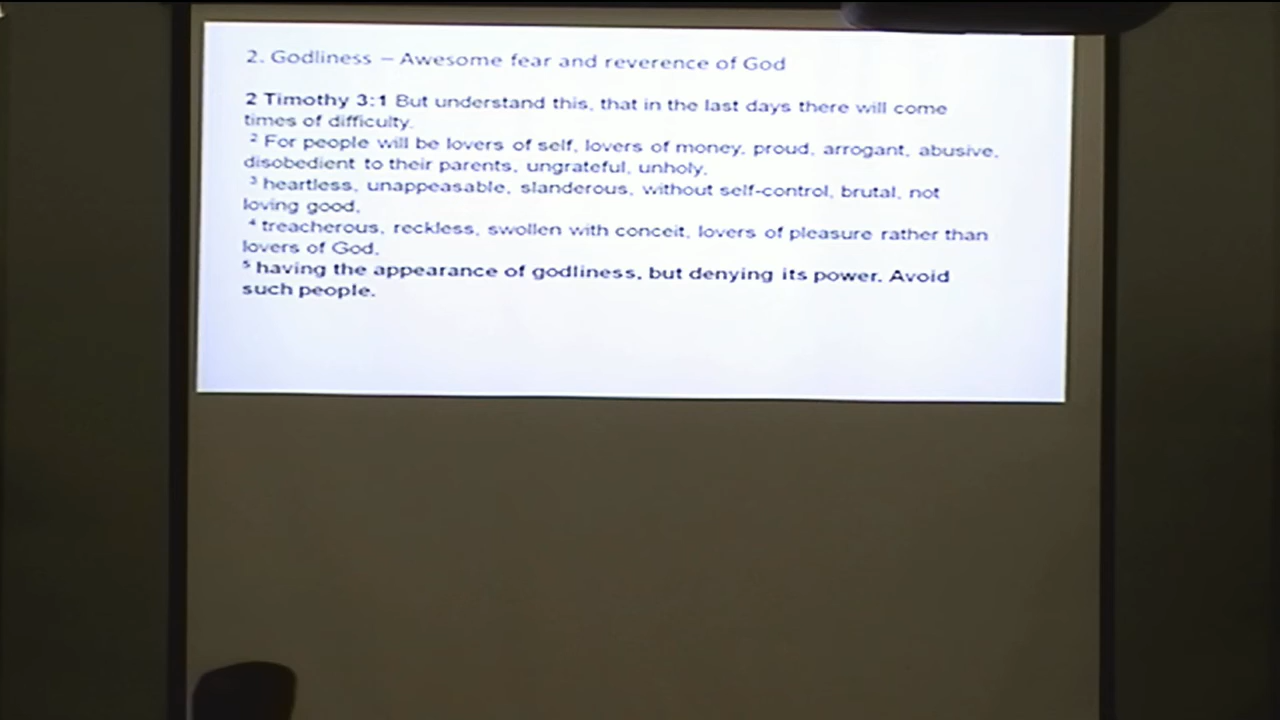 2. Godliness – Awesome fear and reverence of God
2 Timothy 3:1 But understand this, that in the last days there will come
times of difficulty.
2 For people will be lovers of self, lovers of money, proud, arrogant, abusive,
disobedient to their parents, ungrateful, unholy,
3 heartless, unappeasable, slanderous, without self-control, brutal, not
loving good,
4 treacherous, reckless, swollen with conceit, lovers of pleasure rather than
lovers of God,
5 having the appearance of godliness, but denying its power. Avoid
such people.